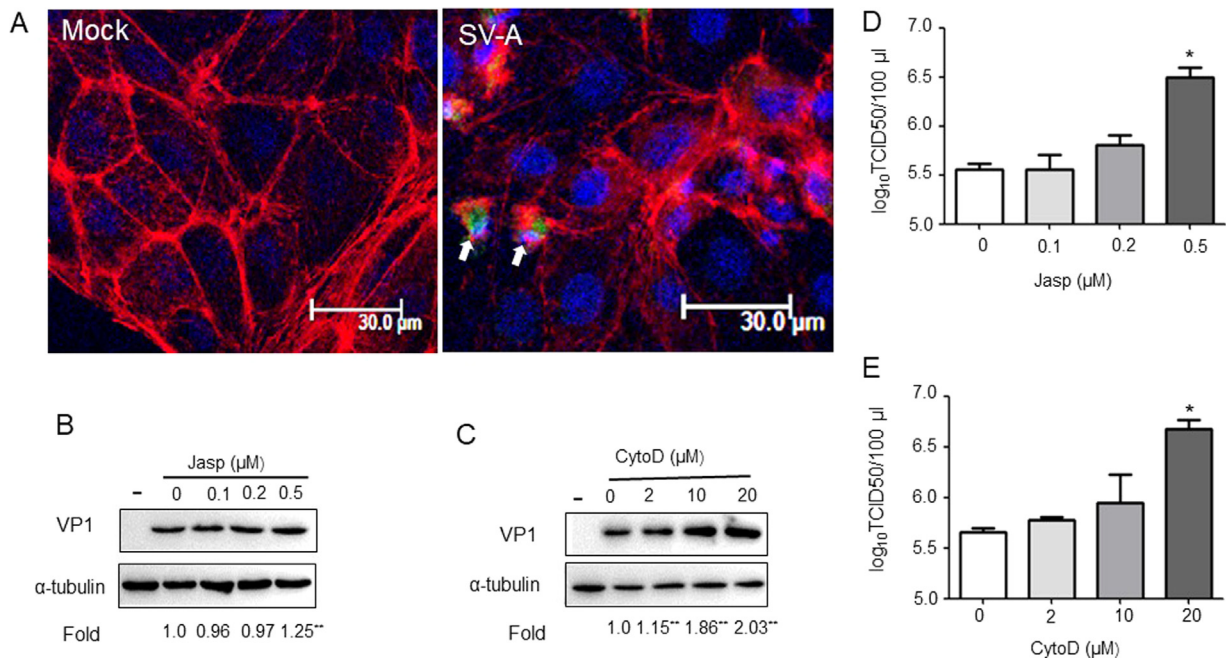 A
Mock
30.0 µm
SV-A
30.0 µm
B
Jasp (µM)
– 0 0.1 0.2 0.5
VP1
α-tubulin
Fold 1.0 0.96 0.97 1.25**
C
CytoD (µM)
– 0 2 10 20
VP1
α-tubulin
Fold 1.0 1.15** 1.86** 2.03**
D
log10TCID50/100 µl
7.0
6.5
6.0
5.5
5.0
*
0 0.1 0.2 0.5
Jasp (µM)
E
log10TCID50/100 µl
7.0
6.5
6.0
5.5
5.0
*
0 2 10 20
CytoD (µM)